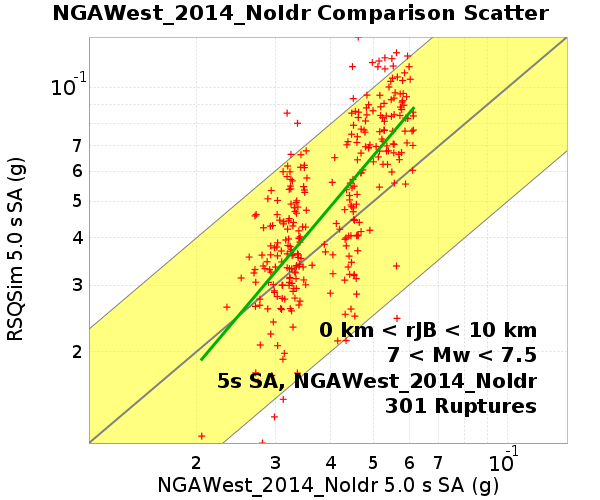 NGAWest_2014_NoIdr Comparison Scatter
10-1
7
6
5
4
3
2
RSQSim 5.0 s SA (g)
0 km < rJB < 10 km
7 < Mw < 7.5
5s SA, NGAWest_2014_NoIdr
301 Ruptures
2 3 4 5 6 7 10-1
NGAWest_2014_NoIdr 5.0 s SA (g)